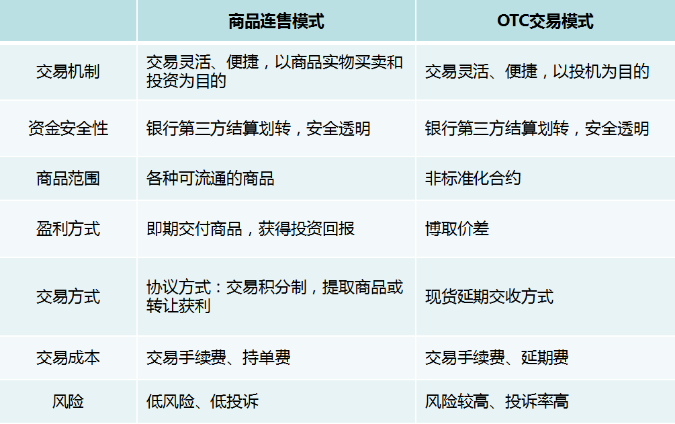 商品连售模式 OTC交易模式
交易机制 交易灵活、便捷，以商品实物买卖和 交易灵活、便捷，以投机为目的
投资为目的
资金安全性 银行第三方结算划转，安全透明 银行第三方结算划转，安全透明
商品范围 各种可流通的商品 非标准化合约
盈利方式 即期交付商品，获得投资回报 博取价差
交易方式 协议方式：交易积分制，提取商品或 现货延期交收方式
转让获利
交易成本 交易手续费、持单费 交易手续费、延期费
风险 低风险、低投诉 风险较高、投诉率高